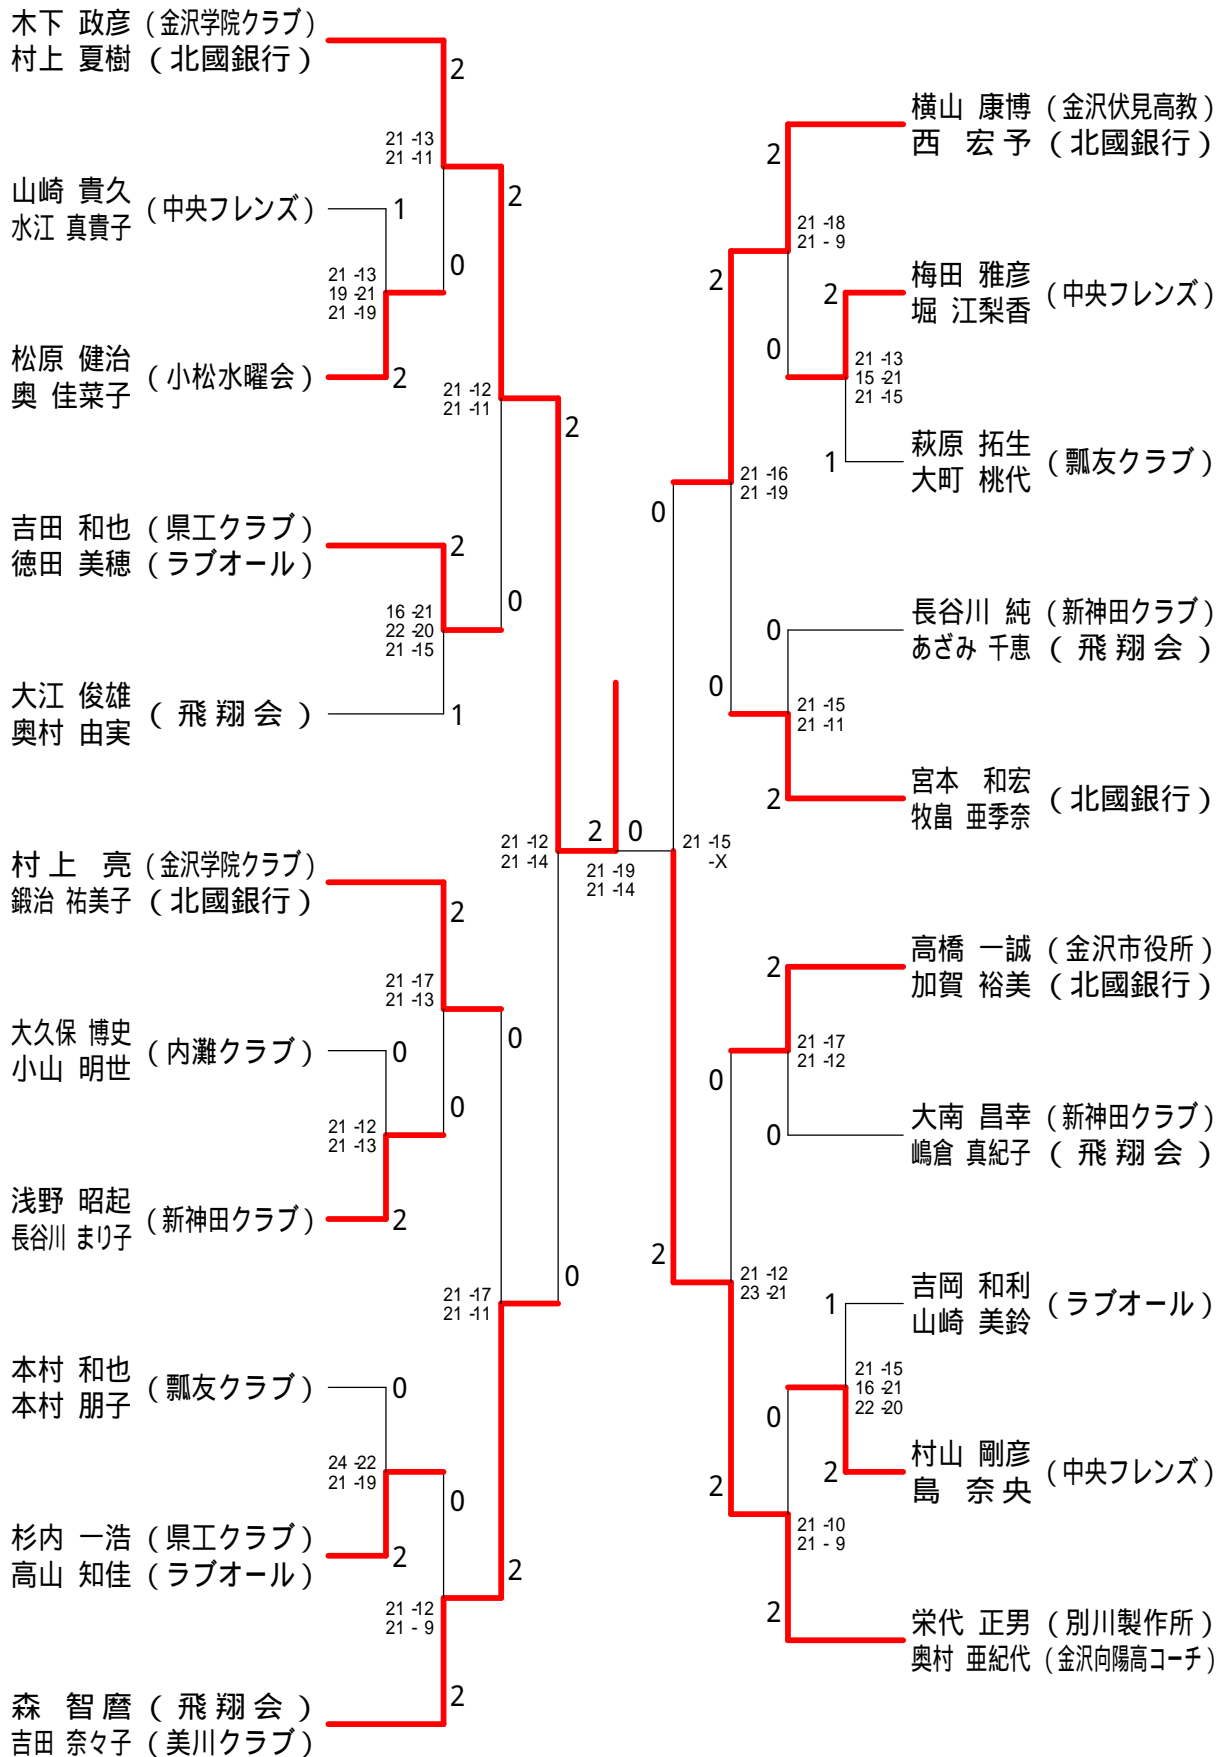 木下 政彦 (金沢学院クラブ)
村上 夏樹 (北國銀行)
2
21 -13
21 -11
2
山崎 貴久
水江 真貴子
(中央フレンズ)
1
0
21 -13
19 -21
21 -19
松原 健治
奥 佳菜子
(小松水曜会)
2
21 -12
21 -11
2
吉田 和也 (県工クラブ)
徳田 美穂 (ラブオール)
2
0
16 -21
22 -20
21 -15
大江 俊雄
奥村 由実
(飛翔会)
1
21 -12
21 -14
村上 亮 (金沢学院クラブ)
鍛治 祐美子 (北國銀行)
2
21 -17
21 -13
0
大久保 博史
小山 明世
(内灘クラブ)
0
0
21 -12
21 -13
浅野 昭起
長谷川 まり子
(新神田クラブ)
2
0
21 -17
21 -11
本村 和也
本村 朋子
(瓢友クラブ)
0
24 -22
21 -19
0
杉内 一浩 (県工クラブ)
高山 知佳 (ラブオール)
2
2
21 -12
21 - 9
森 智麿 (飛翔会)
吉田 奈々子 (美川クラブ)
2
2 0
21 -19
21 -14
横山 康博 (金沢伏見高教)
西 宏予 (北國銀行)
2
21 -18
21 - 9
2
梅田 雅彦
堀 江梨香
(中央フレンズ)
2
0
21 -13
15 -21
21 -15
萩原 拓生
大町 桃代
(瓢友クラブ)
1
21 -16
21 -19
0
長谷川 純 (新神田クラブ)
あざみ 千恵 (飛翔会)
0
0
21 -15
21 -11
宮本 和宏
牧畠 亜季奈
(北國銀行)
2
21 -15
-X
高橋 一誠 (金沢市役所)
加賀 裕美 (北國銀行)
2
21 -17
21 -12
0
大南 昌幸 (新神田クラブ)
嶋倉 真紀子 (飛翔会)
0
2
21 -12
23 -21
吉岡 和利
山崎 美鈴
(ラブオール)
1
21 -15
16 -21
22 -20
0
村山 剛彦
島 奈央
(中央フレンズ)
2
2
21 -10
21 - 9
栄代 正男 (別川製作所)
奥村 亜紀代 (金沢向陽高コーチ)
2